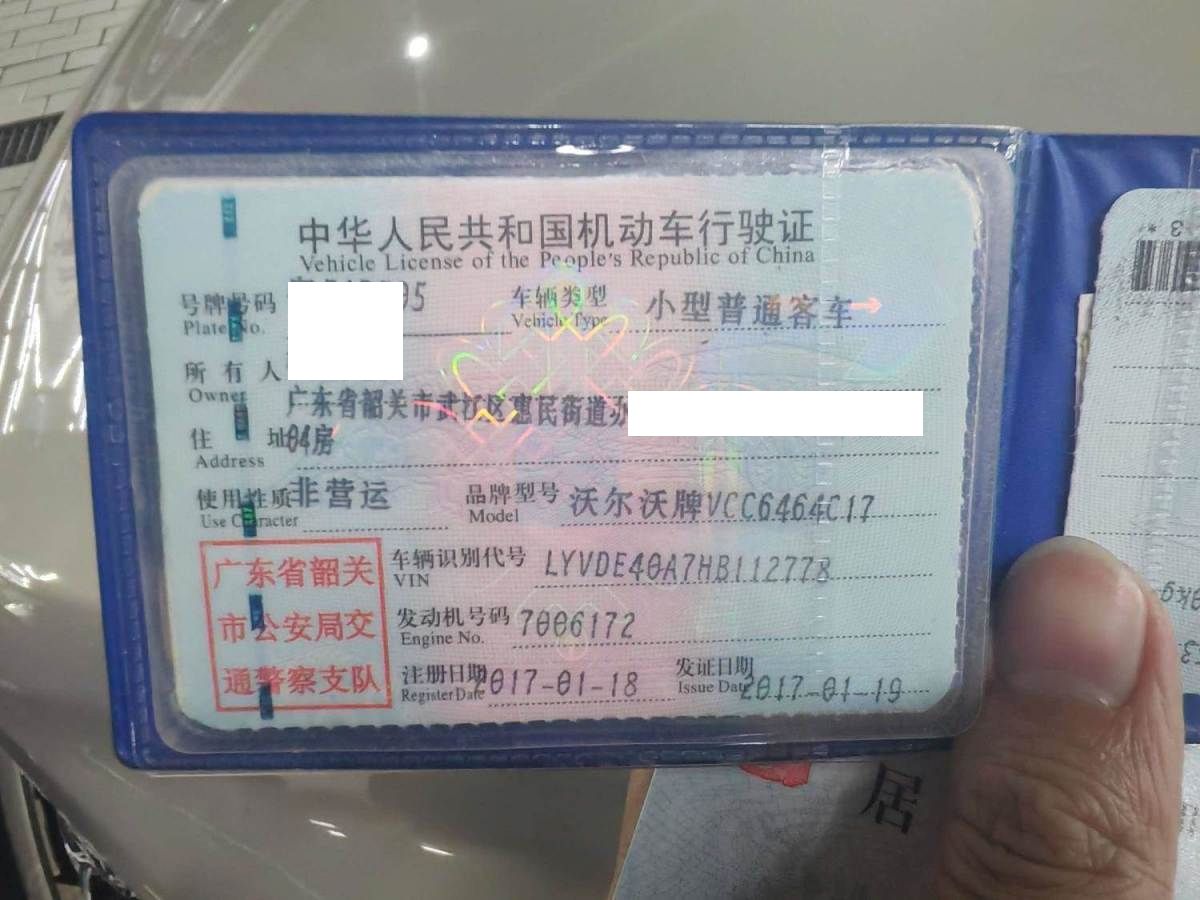 中华人民共和国机动车行驶证
Vehicle License of the People's Republic of China
号牌号码 95 车辆类型 小型普通客车
Plate No. Vehicle Type
所有人
Owner
广东省韶关市武江区惠民街道办
住址 04房
Address
使用性质 非营运 品牌型号 沃尔沃牌VCC6464C17
Use Character Model
广东省韶关
市公安局交
通警察支队
车辆识别代号 LYVDE40A7HB112778
VIN
发动机号码 7006172
Engine No.
注册日期 2017-01-18 发证日期 2017-01-19
Register Date Issue Date
居